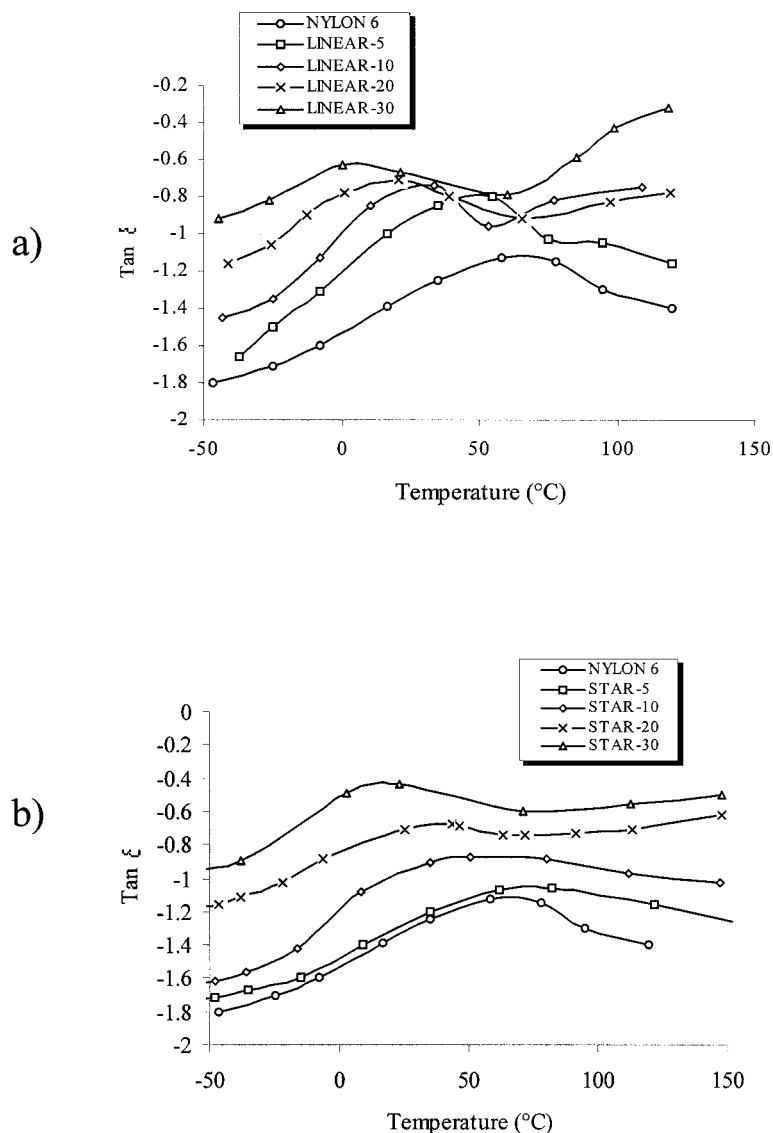 NYLON 6
LINEAR-5
LINEAR-10
LINEAR-20
LINEAR-30
a)
Tan ξ
-0.2
-0.4
-0.6
-0.8
-1
-1.2
-1.4
-1.6
-1.8
-2
-50
0
50
100
150
Temperature (°C)
NYLON 6
STAR-5
STAR-10
STAR-20
STAR-30
b)
Tan ξ
0
-0.2
-0.4
-0.6
-0.8
-1
-1.2
-1.4
-1.6
-1.8
-2
-50
0
50
100
150
Temperature (°C)